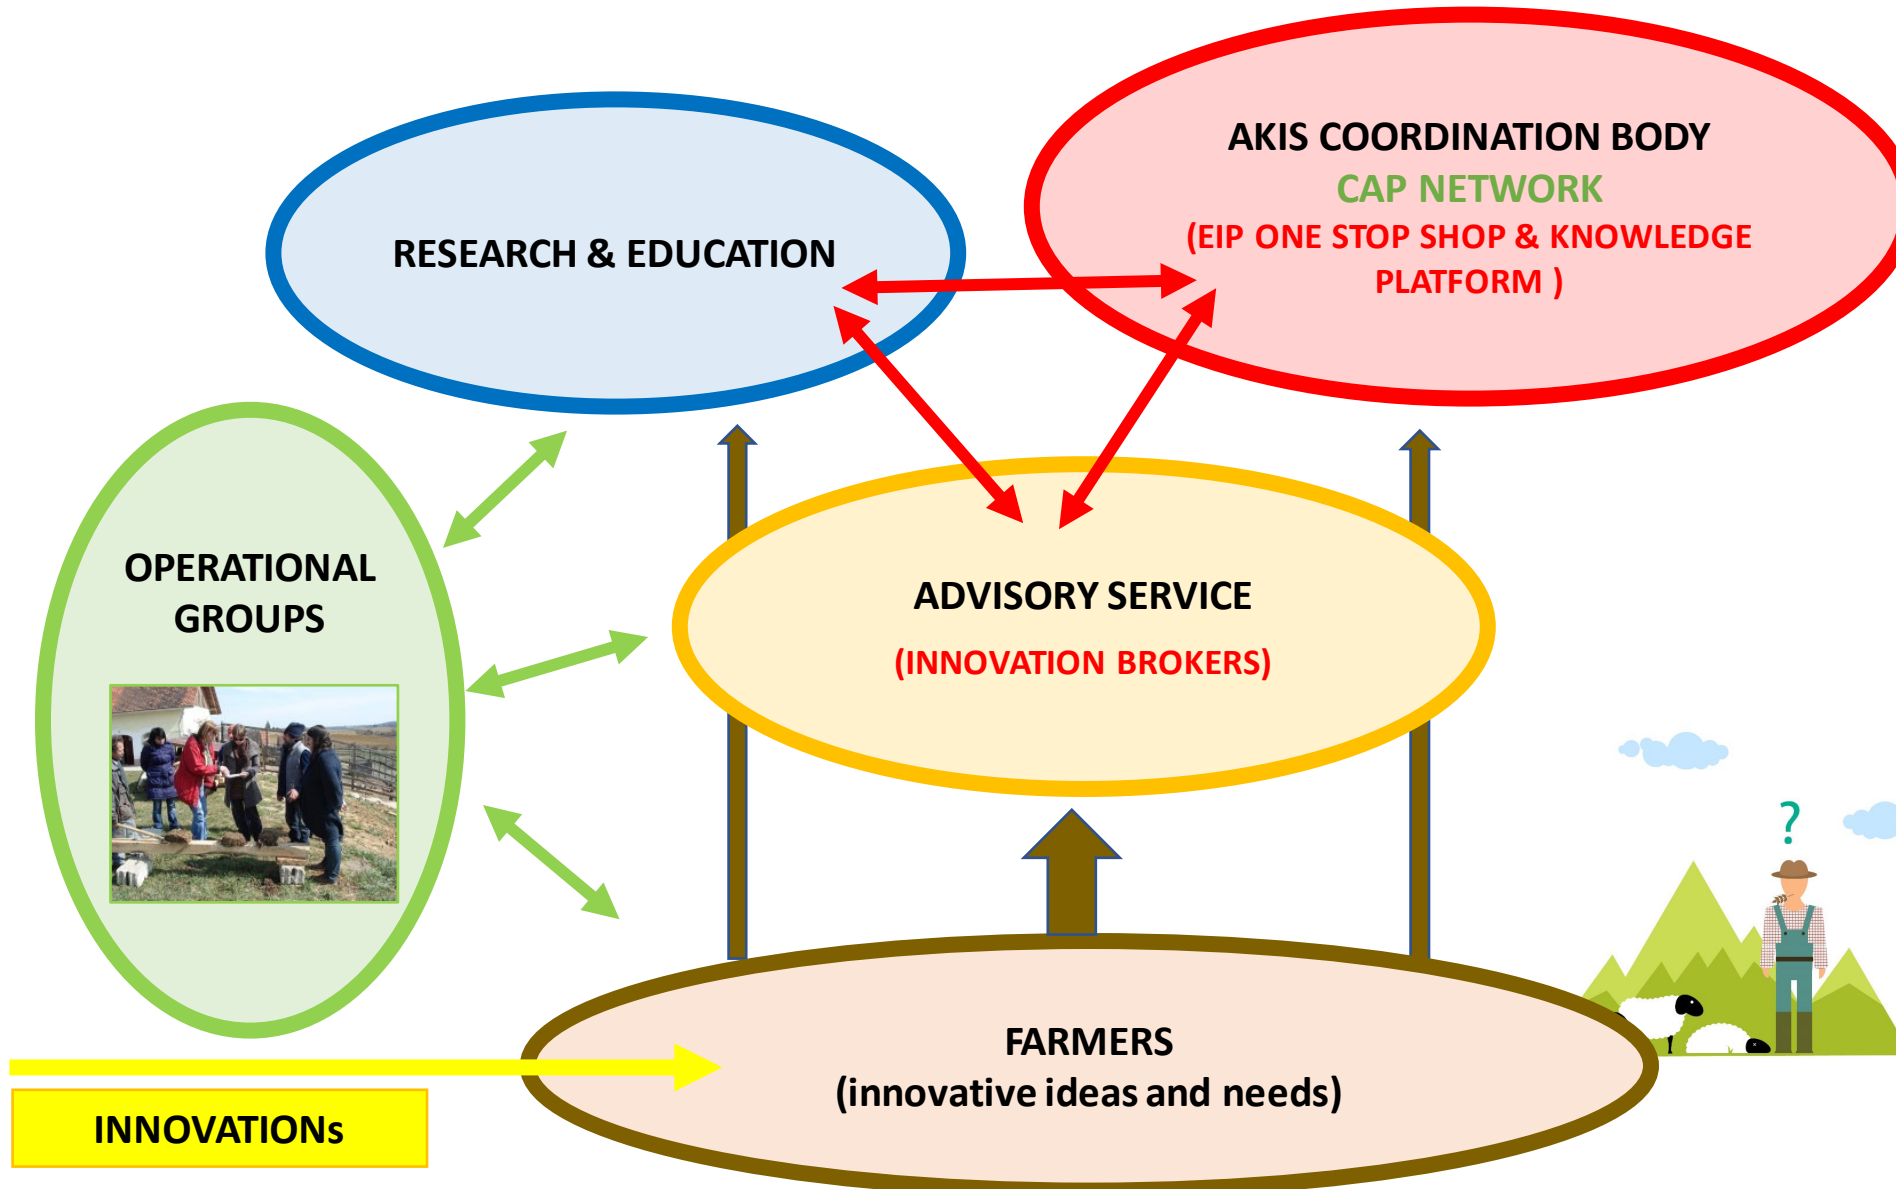 RESEARCH & EDUCATION
AKIS COORDINATION BODY
CAP NETWORK
(EIP ONE STOP SHOP & KNOWLEDGE
PLATFORM )
OPERATIONAL
GROUPS
ADVISORY SERVICE
(INNOVATION BROKERS)
?
FARMERS
(innovative ideas and needs)
INNOVATIONs